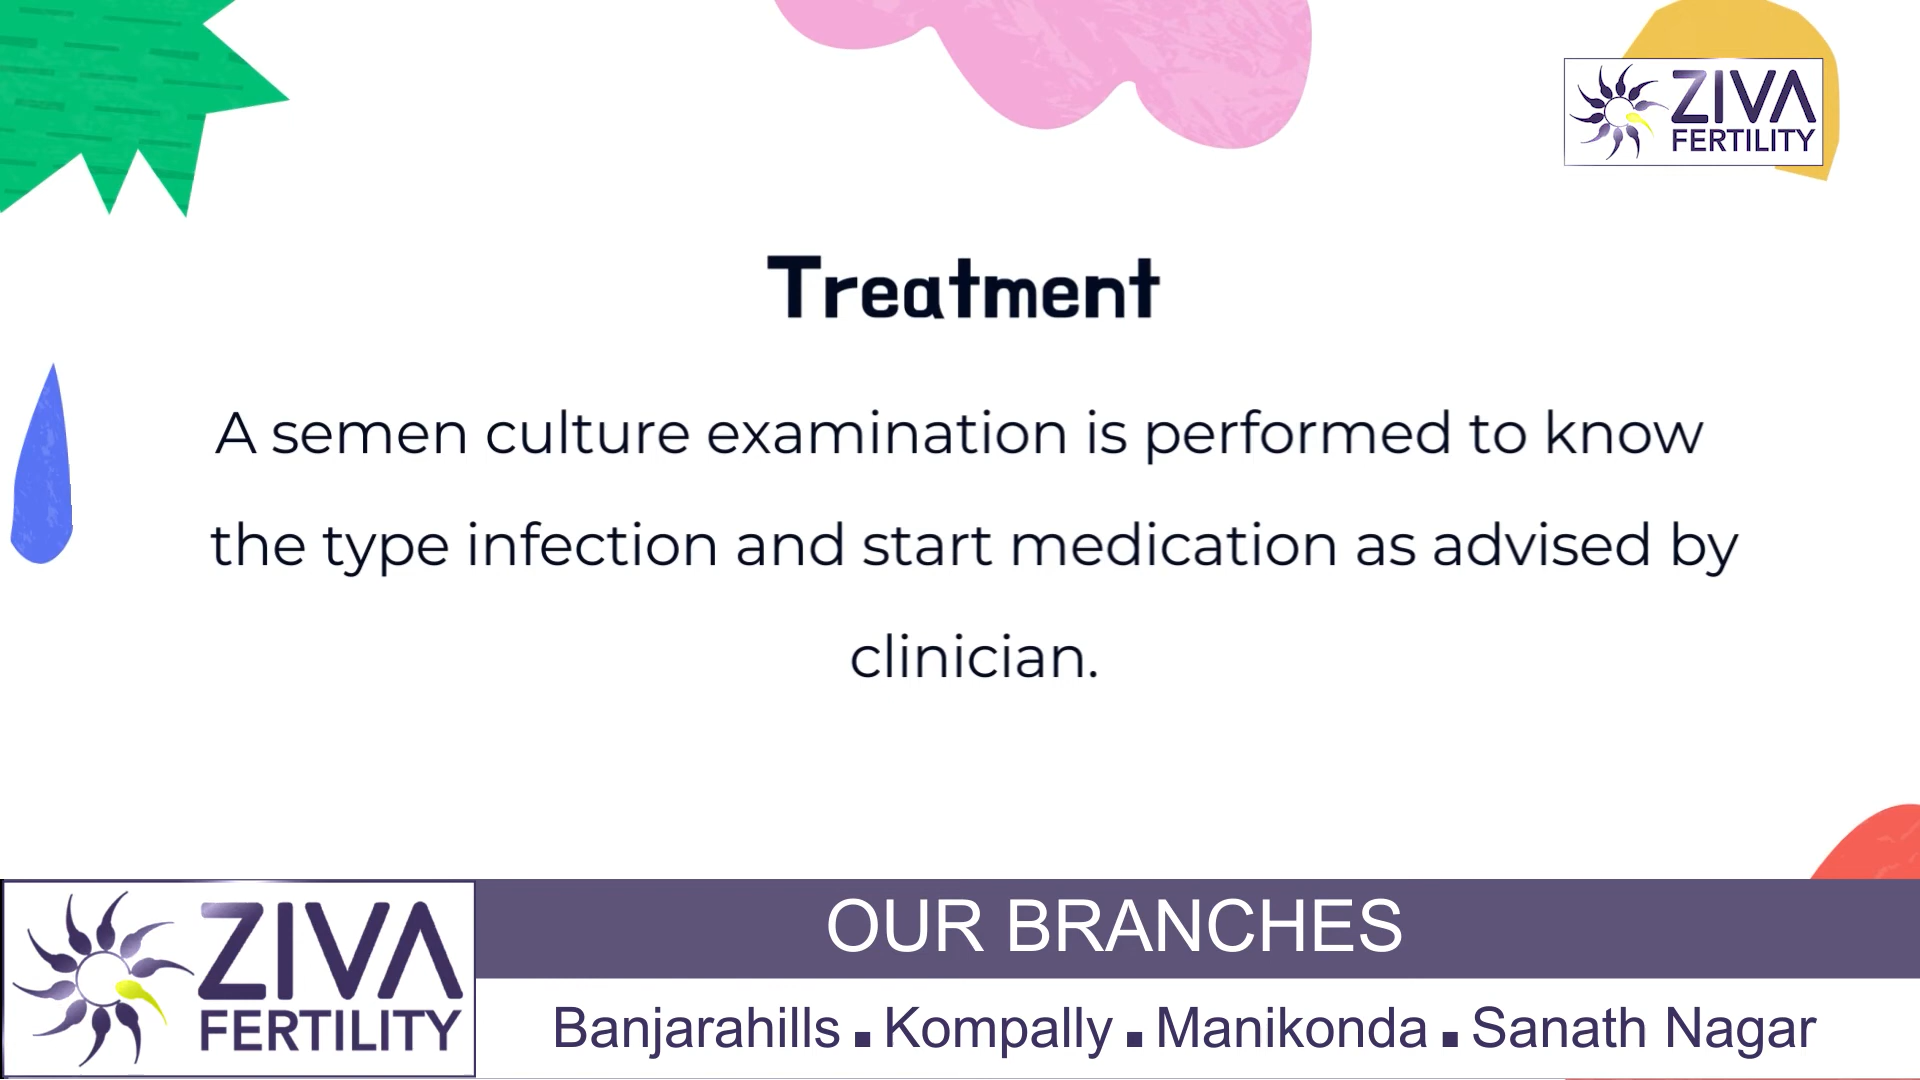 ZIVA
FERTILITY
Treatment
A semen culture examination is performed to know
the type infection and start medication as advised by
clinician.
ZIVA
FERTILITY
OUR BRANCHES
Banjarahills ■ Kompally ■ Manikonda ■ Sanath Nagar